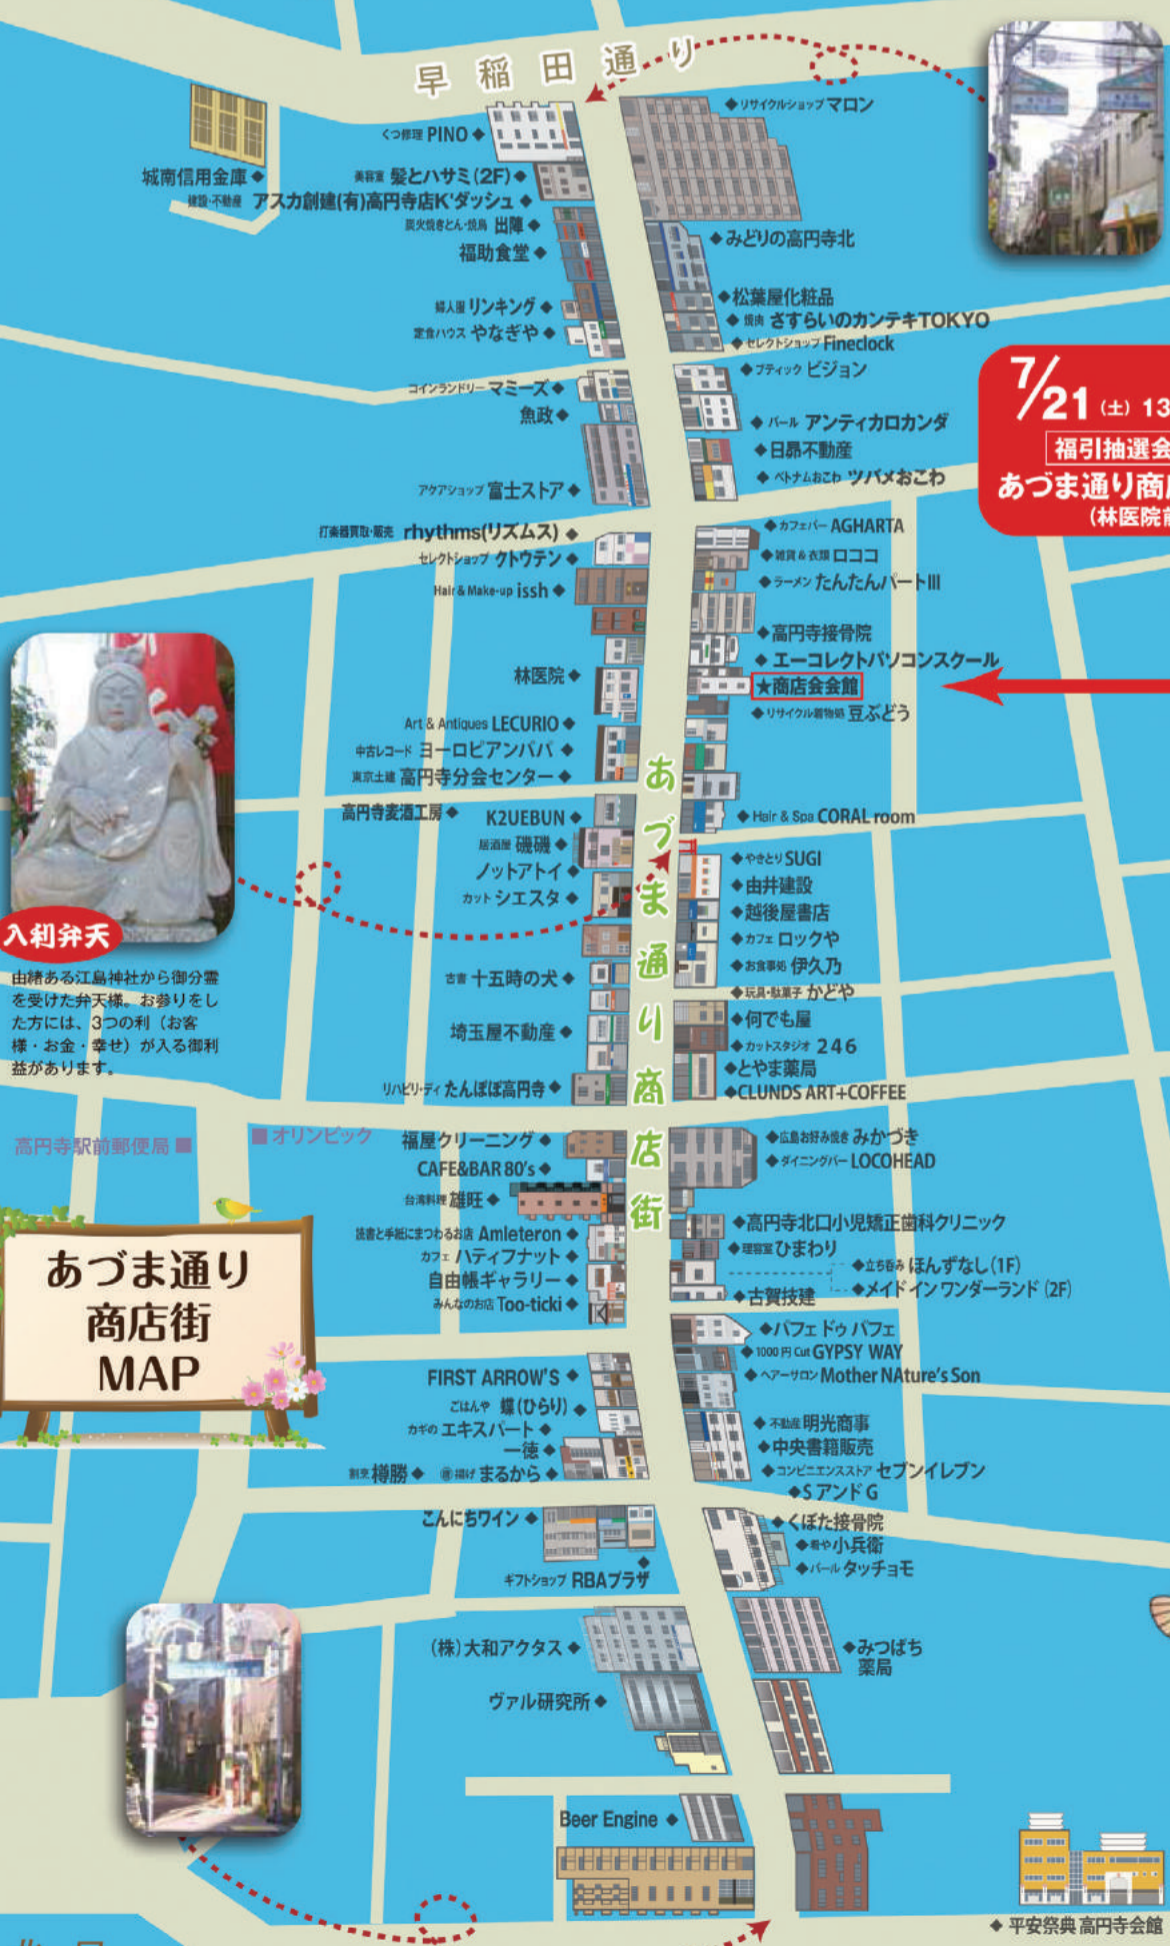 早稲田通り
くつ修理 PINO
城南信用金庫
美容室 髪とハサミ(2F)
建設・不動産 アスカ創建(有)高円寺店K'ダッシュ
炭火焼きとん・焼鳥 出陣
福助食堂
婦人服 リンキング
定食ハウス やなぎや
コインランドリー マミーズ
魚政
アクアショップ 富士ストア
打楽器買取・販売 rhythms(リズムス)
セレクトショップ クトウテン
Hair & Make-up issh
林医院
Art & Antiques LECURIO
中古レコード ヨーロピアンパパ
東京土建 高円寺分会センター
高円寺麦酒工房
K2UEBUN
居酒屋 磯磯
ノットアトイ
カット シエスタ
古書 十五時の犬
埼玉屋不動産
リハビリ・デイ たんぽぽ高円寺
福屋クリーニング
CAFE&BAR 80's
台湾料理 雄旺
読書と手紙にまつわるお店 Amleteron
カフェ ハティフナット
自由帳ギャラリー
みんなのお店 Too-ticki
FIRST ARROW'S
ごはんや 蝶(ひらり)
カギの エキスパート
一徳
割烹 樽勝
揚げ まるから
こんにちワイン
ギフトショップ RBAプラザ
(株)大和アクタス
ヴァル研究所
Beer Engine
リサイクルショップ マロン
みどりの高円寺北
松葉屋化粧品
焼肉 さすらいのカンテキTOKYO
セレクトショップ Fineclock
ブティック ビジョン
バール アンティカロカンダ
日昴不動産
ベトナムおこわ ツバメおこわ
カフェバー AGHARTA
雑貨&衣類 ロココ
ラーメン たんたんパートIII
高円寺接骨院
エーコレクトパソコンスクール
★商店会会館
リサイクル着物処 豆ぶどう
Hair & Spa CORAL room
やきとり SUGI
由井建設
越後屋書店
カフェ ロックや
お食事処 伊久乃
玩具・駄菓子 かどや
何でも屋
カットスタジオ 246
とやま薬局
CLUNDS ART+COFFEE
広島お好み焼き みかづき
ダイニングバー LOCOHEAD
高円寺北口小児矯正歯科クリニック
理容室 ひまわり
立ち呑み ほんずなし(1F)
メイド イン ワンダーランド(2F)
古賀技建
パフェ ドゥ パフェ
1000円Cut GYPSY WAY
ヘアーサロン Mother NAture's Son
不動産 明光商事
中央書籍販売
コンビニエンスストア セブンイレブン
S アンド G
くぼた接骨院
肴や 小兵衛
バール タッチョモ
みつばち
薬局
平安祭典 高円寺会館
あづま通り商店街
7/21(土) 13
福引抽選会
あづま通り商
(林医院前
入利弁天
由緒ある江島神社から御分霊
を受けた弁天様。お参りをし
た方には、3つの利（お客
様・お金・幸せ）が入る御利
益があります。
高円寺駅前郵便局
オリンピック
あづま通り
商店街
MAP